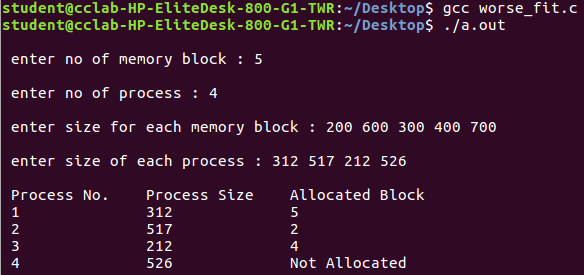 student@cclab-HP-EliteDesk-800-G1-TWR:~/Desktop$ gcc worse_fit.c
student@cclab-HP-EliteDesk-800-G1-TWR:~/Desktop$ ./a.out
enter no of memory block : 5
enter no of process : 4
enter size for each memory block : 200 600 300 400 700
enter size of each process : 312 517 212 526
Process No. Process Size Allocated Block
1 312 5
2 517 2
3 212 4
4 526 Not Allocated